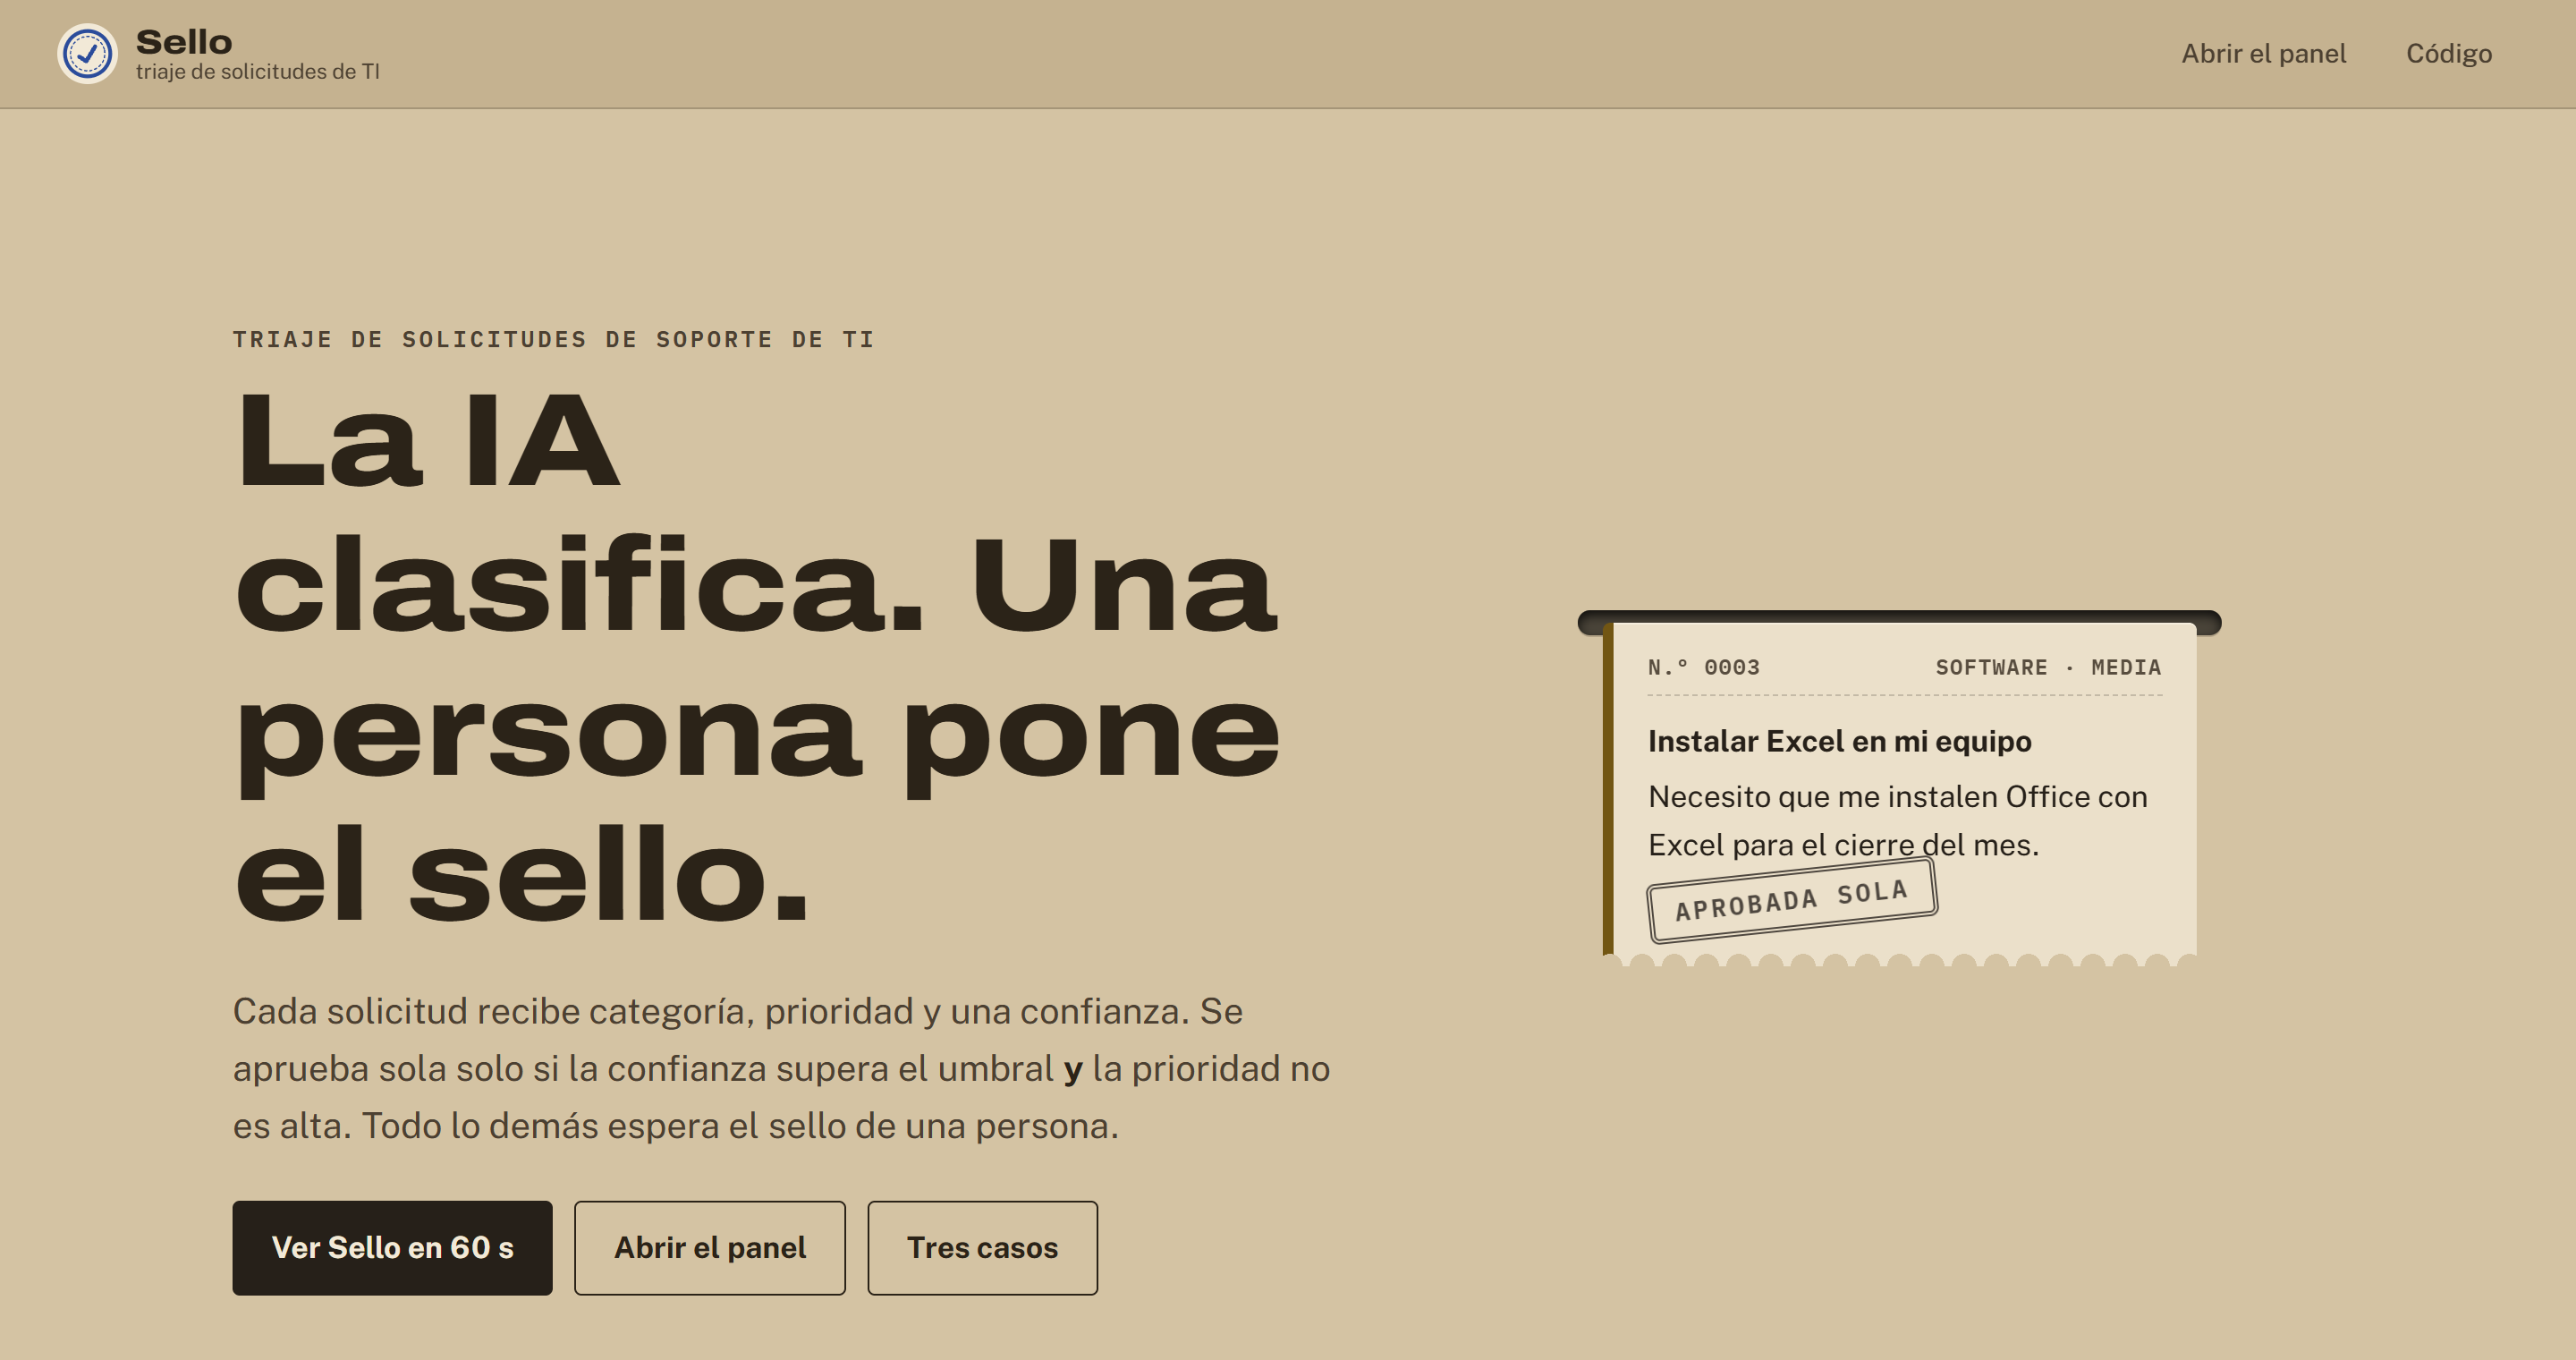 Sello
triaje de solicitudes de TI
Abrir el panel
Código
TRIAJE DE SOLICITUDES DE SOPORTE DE TI
La IA
clasifica. Una
persona pone
el sello.
Cada solicitud recibe categoría, prioridad y una confianza. Se
aprueba sola solo si la confianza supera el umbral y la prioridad no
es alta. Todo lo demás espera el sello de una persona.
Ver Sello en 60 s
Abrir el panel
Tres casos
N.° 0003
SOFTWARE · MEDIA
Instalar Excel en mi equipo
Necesito que me instalen Office con
Excel para el cierre del mes.
APROBADA SOLA